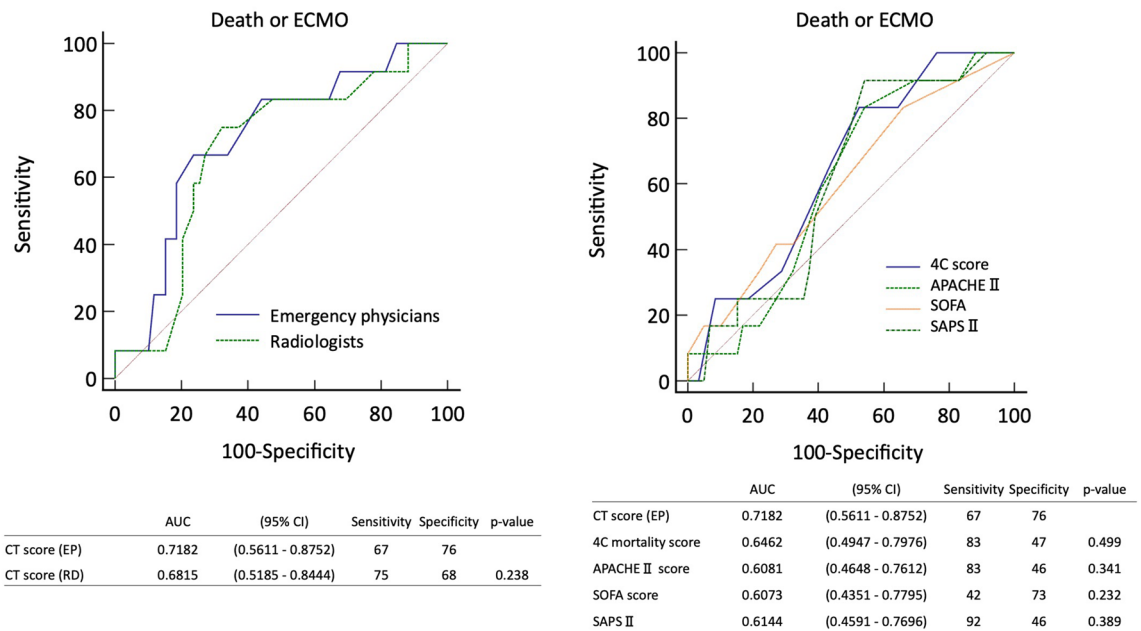 Death or ECMO
100
80
60
40
20
0
Sensitivity
0 20 40 60 80 100
100-Specificity
Emergency physicians
Radiologists
AUC (95% CI) Sensitivity Specificity p-value
CT score (EP) 0.7182 (0.5611 - 0.8752) 67 76
CT score (RD) 0.6815 (0.5185 - 0.8444) 75 68 0.238
Death or ECMO
100
80
60
40
20
0
Sensitivity
0 20 40 60 80 100
100-Specificity
4C score
APACHE Ⅱ
SOFA
SAPS Ⅱ
AUC (95% CI) Sensitivity Specificity p-value
CT score (EP) 0.7182 (0.5611 - 0.8752) 67 76
4C mortality score 0.6462 (0.4947 - 0.7976) 83 47 0.499
APACHE Ⅱ score 0.6081 (0.4648 - 0.7612) 83 46 0.341
SOFA score 0.6073 (0.4351 - 0.7795) 42 73 0.232
SAPS Ⅱ 0.6144 (0.4591 - 0.7696) 92 46 0.389